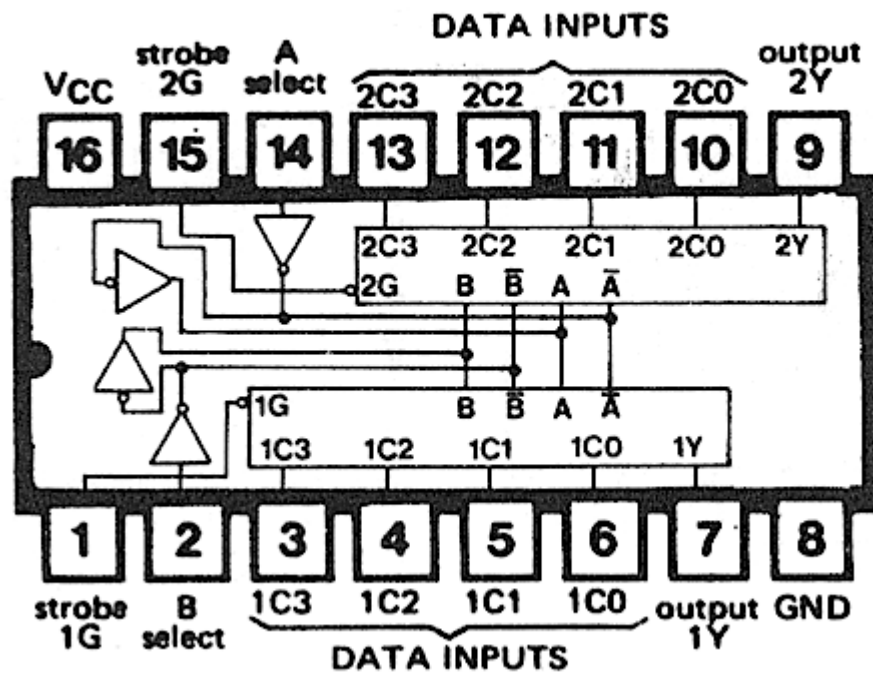 DATA INPUTS
strobe A output
VCC 2G select 2C3 2C2 2C1 2C0 2Y
16 15 14 13 12 11 10 9
2C3 2C2 2C1 2C0 2Y
2G B B̅ A A̅
1G B B̅ A A̅
1C3 1C2 1C1 1C0 1Y
1 2 3 4 5 6 7 8
strobe B 1C3 1C2 1C1 1C0 output GND
1G select 1Y
DATA INPUTS